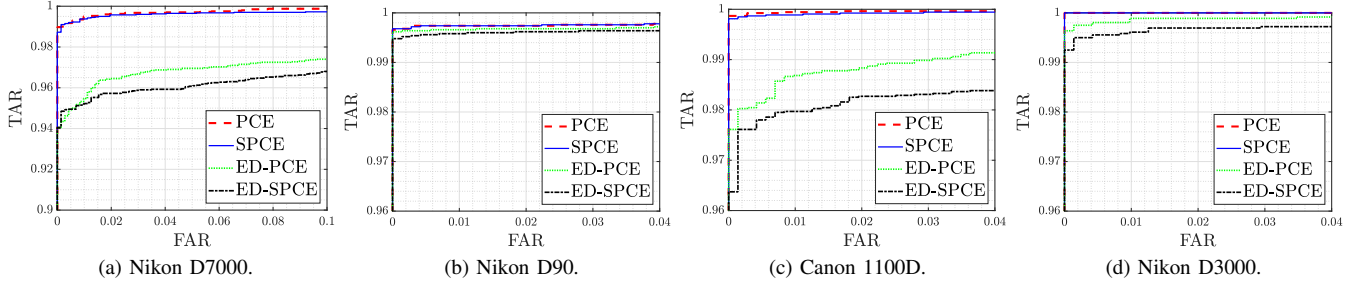 1
0.98
0.96
0.94
0.92
0.9
TAR
0
0.02
0.04
0.06
0.08
0.1
FAR
PCE
SPCE
ED-PCE
ED-SPCE
(a) Nikon D7000.
1
0.99
0.98
0.97
0.96
TAR
0
0.01
0.02
0.03
0.04
FAR
PCE
SPCE
ED-PCE
ED-SPCE
(b) Nikon D90.
1
0.99
0.98
0.97
0.96
TAR
0
0.01
0.02
0.03
0.04
FAR
PCE
SPCE
ED-PCE
ED-SPCE
(c) Canon 1100D.
1
0.99
0.98
0.97
0.96
TAR
0
0.01
0.02
0.03
0.04
FAR
PCE
SPCE
ED-PCE
ED-SPCE
(d) Nikon D3000.